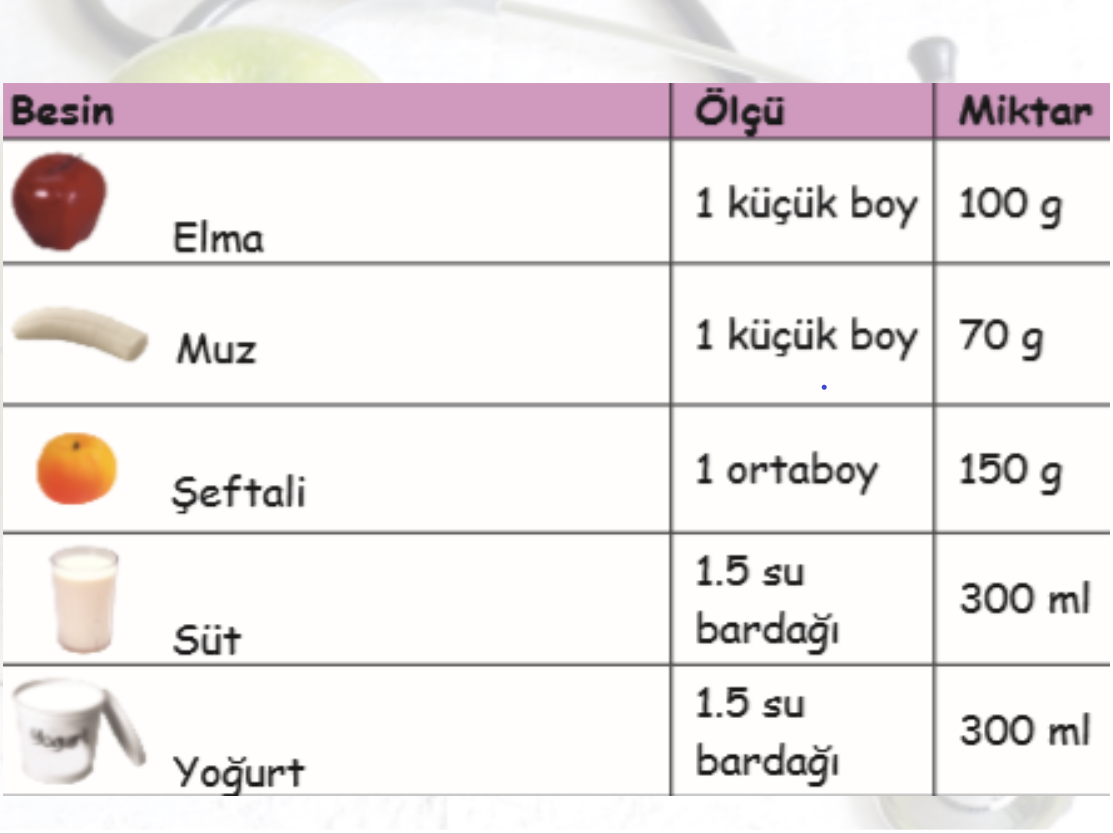 Besin Ölçü Miktar
Elma 1 küçük boy 100 g
Muz 1 küçük boy 70 g
Şeftali 1 ortaboy 150 g
Süt 1.5 su bardağı 300 ml
Yogurt
Yoğurt 1.5 su bardağı 300 ml